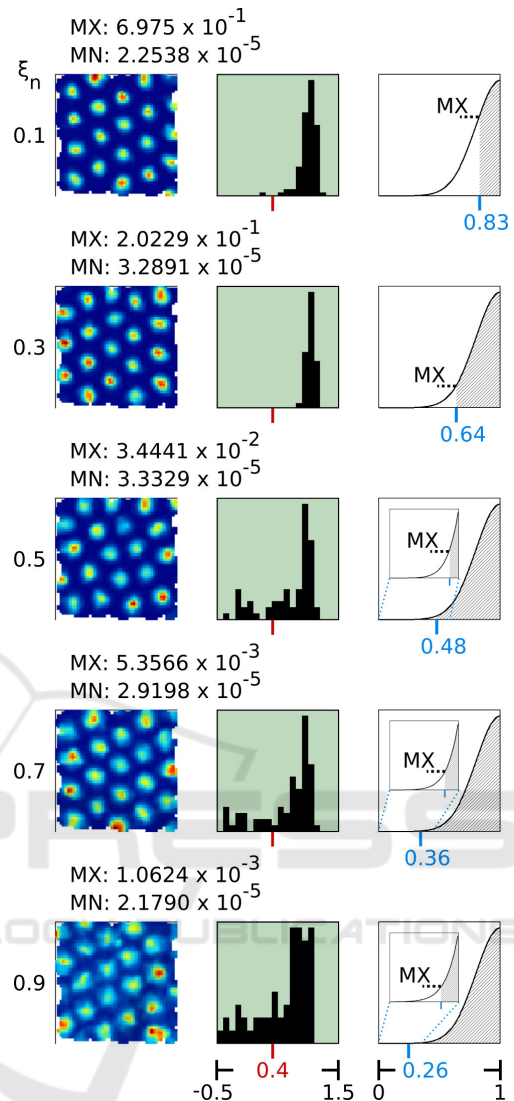 MX: 6.975 x 10^-1
MN: 2.2538 x 10^-5
ξn
0.1
MX
0.83
MX: 2.0229 x 10^-1
MN: 3.2891 x 10^-5
0.3
MX
0.64
MX: 3.4441 x 10^-2
MN: 3.3329 x 10^-5
0.5
MX
0.48
MX: 5.3566 x 10^-3
MN: 2.9198 x 10^-5
0.7
MX
0.36
MX: 1.0624 x 10^-3
MN: 2.1790 x 10^-5
0.9
MX
0.4
0.26
-0.5 1.5 0 1
PRESS
PUBLICATIONS